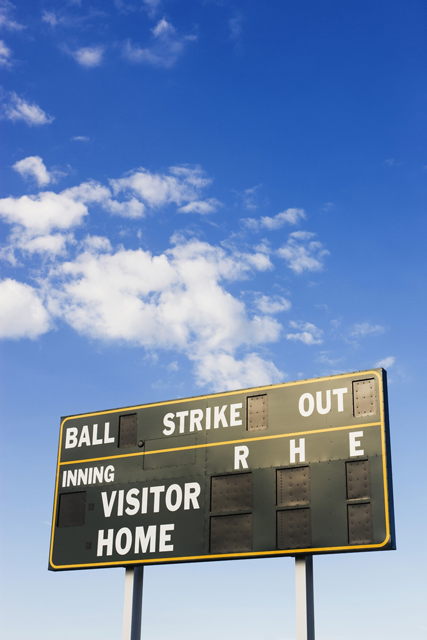 BALL STRIKE OUT
R H E
INNING
VISITOR
HOME